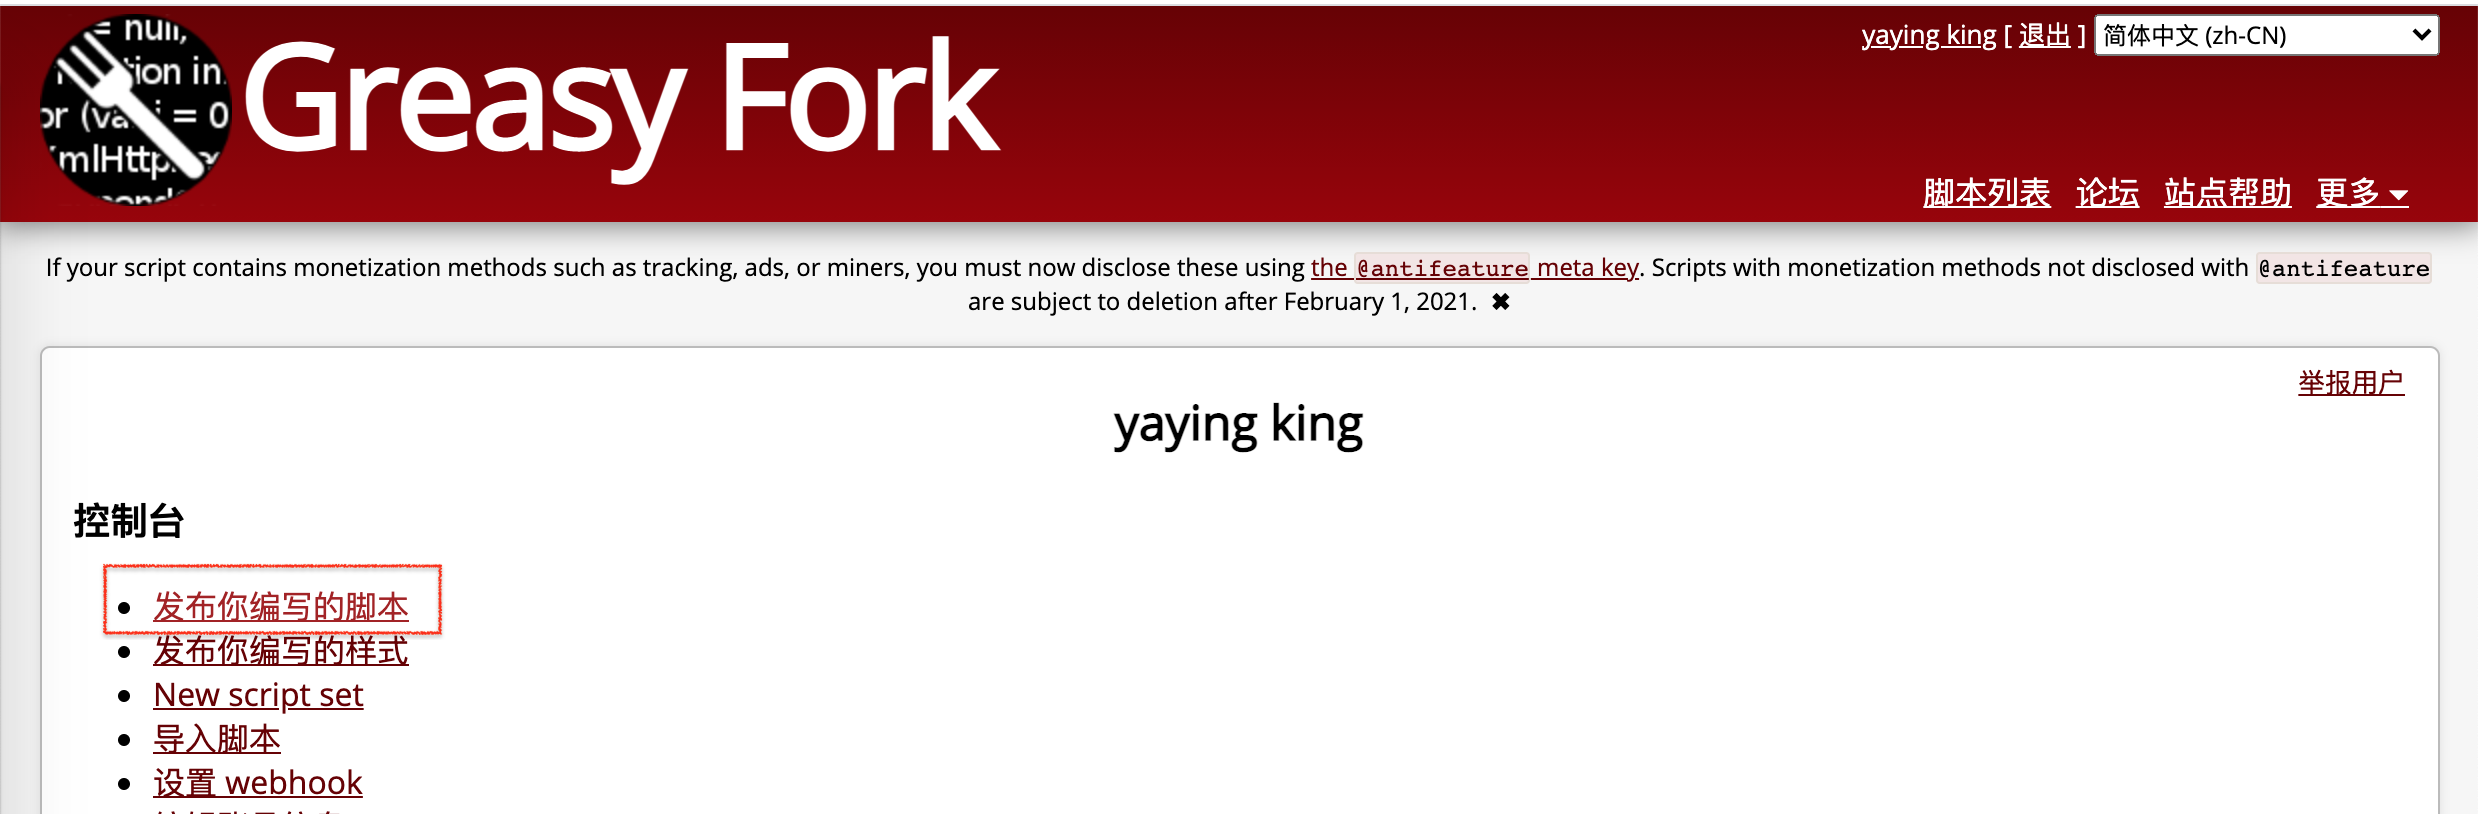 = null,
tion in
or (va i = 0
mlHttp
Greasy Fork
yaying king [ 退出 ] 简体中文 (zh-CN)
脚本列表 论坛 站点帮助 更多
If your script contains monetization methods such as tracking, ads, or miners, you must now disclose these using the @antifeature meta key. Scripts with monetization methods not disclosed with @antifeature
are subject to deletion after February 1, 2021. ✖
举报用户
yaying king
控制台
发布你编写的脚本
发布你编写的样式
New script set
导入脚本
设置 webhook